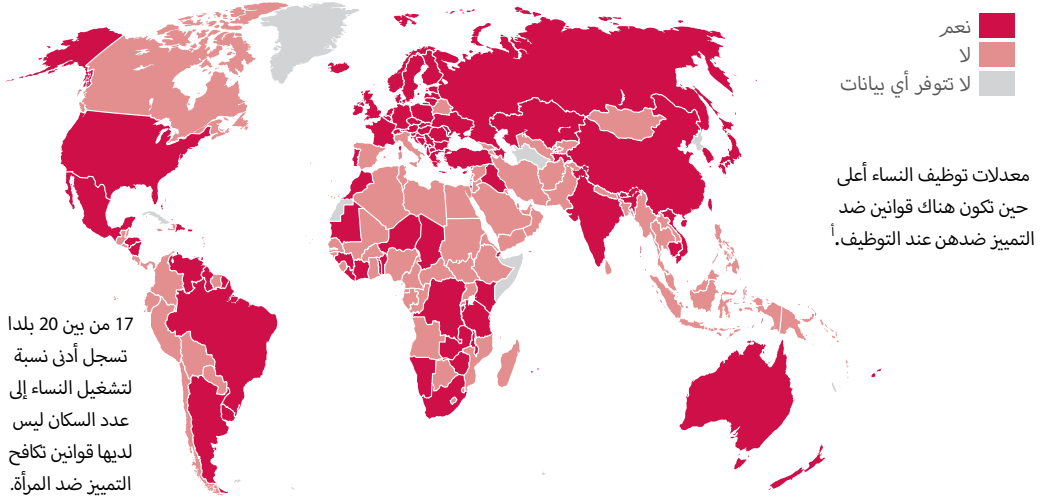 نعم
لا
لا تتوفر أي بيانات
معدلات توظيف النساء أعلى
حين تكون هناك قوانين ضد
التمييز ضدهن عند التوظيف.أ
17 من بين 20 بلدا
تسجل أدنى نسبة
لتشغيل النساء إلى
عدد السكان ليس
لديها قوانين تكافح
التمييز ضد المرأة.